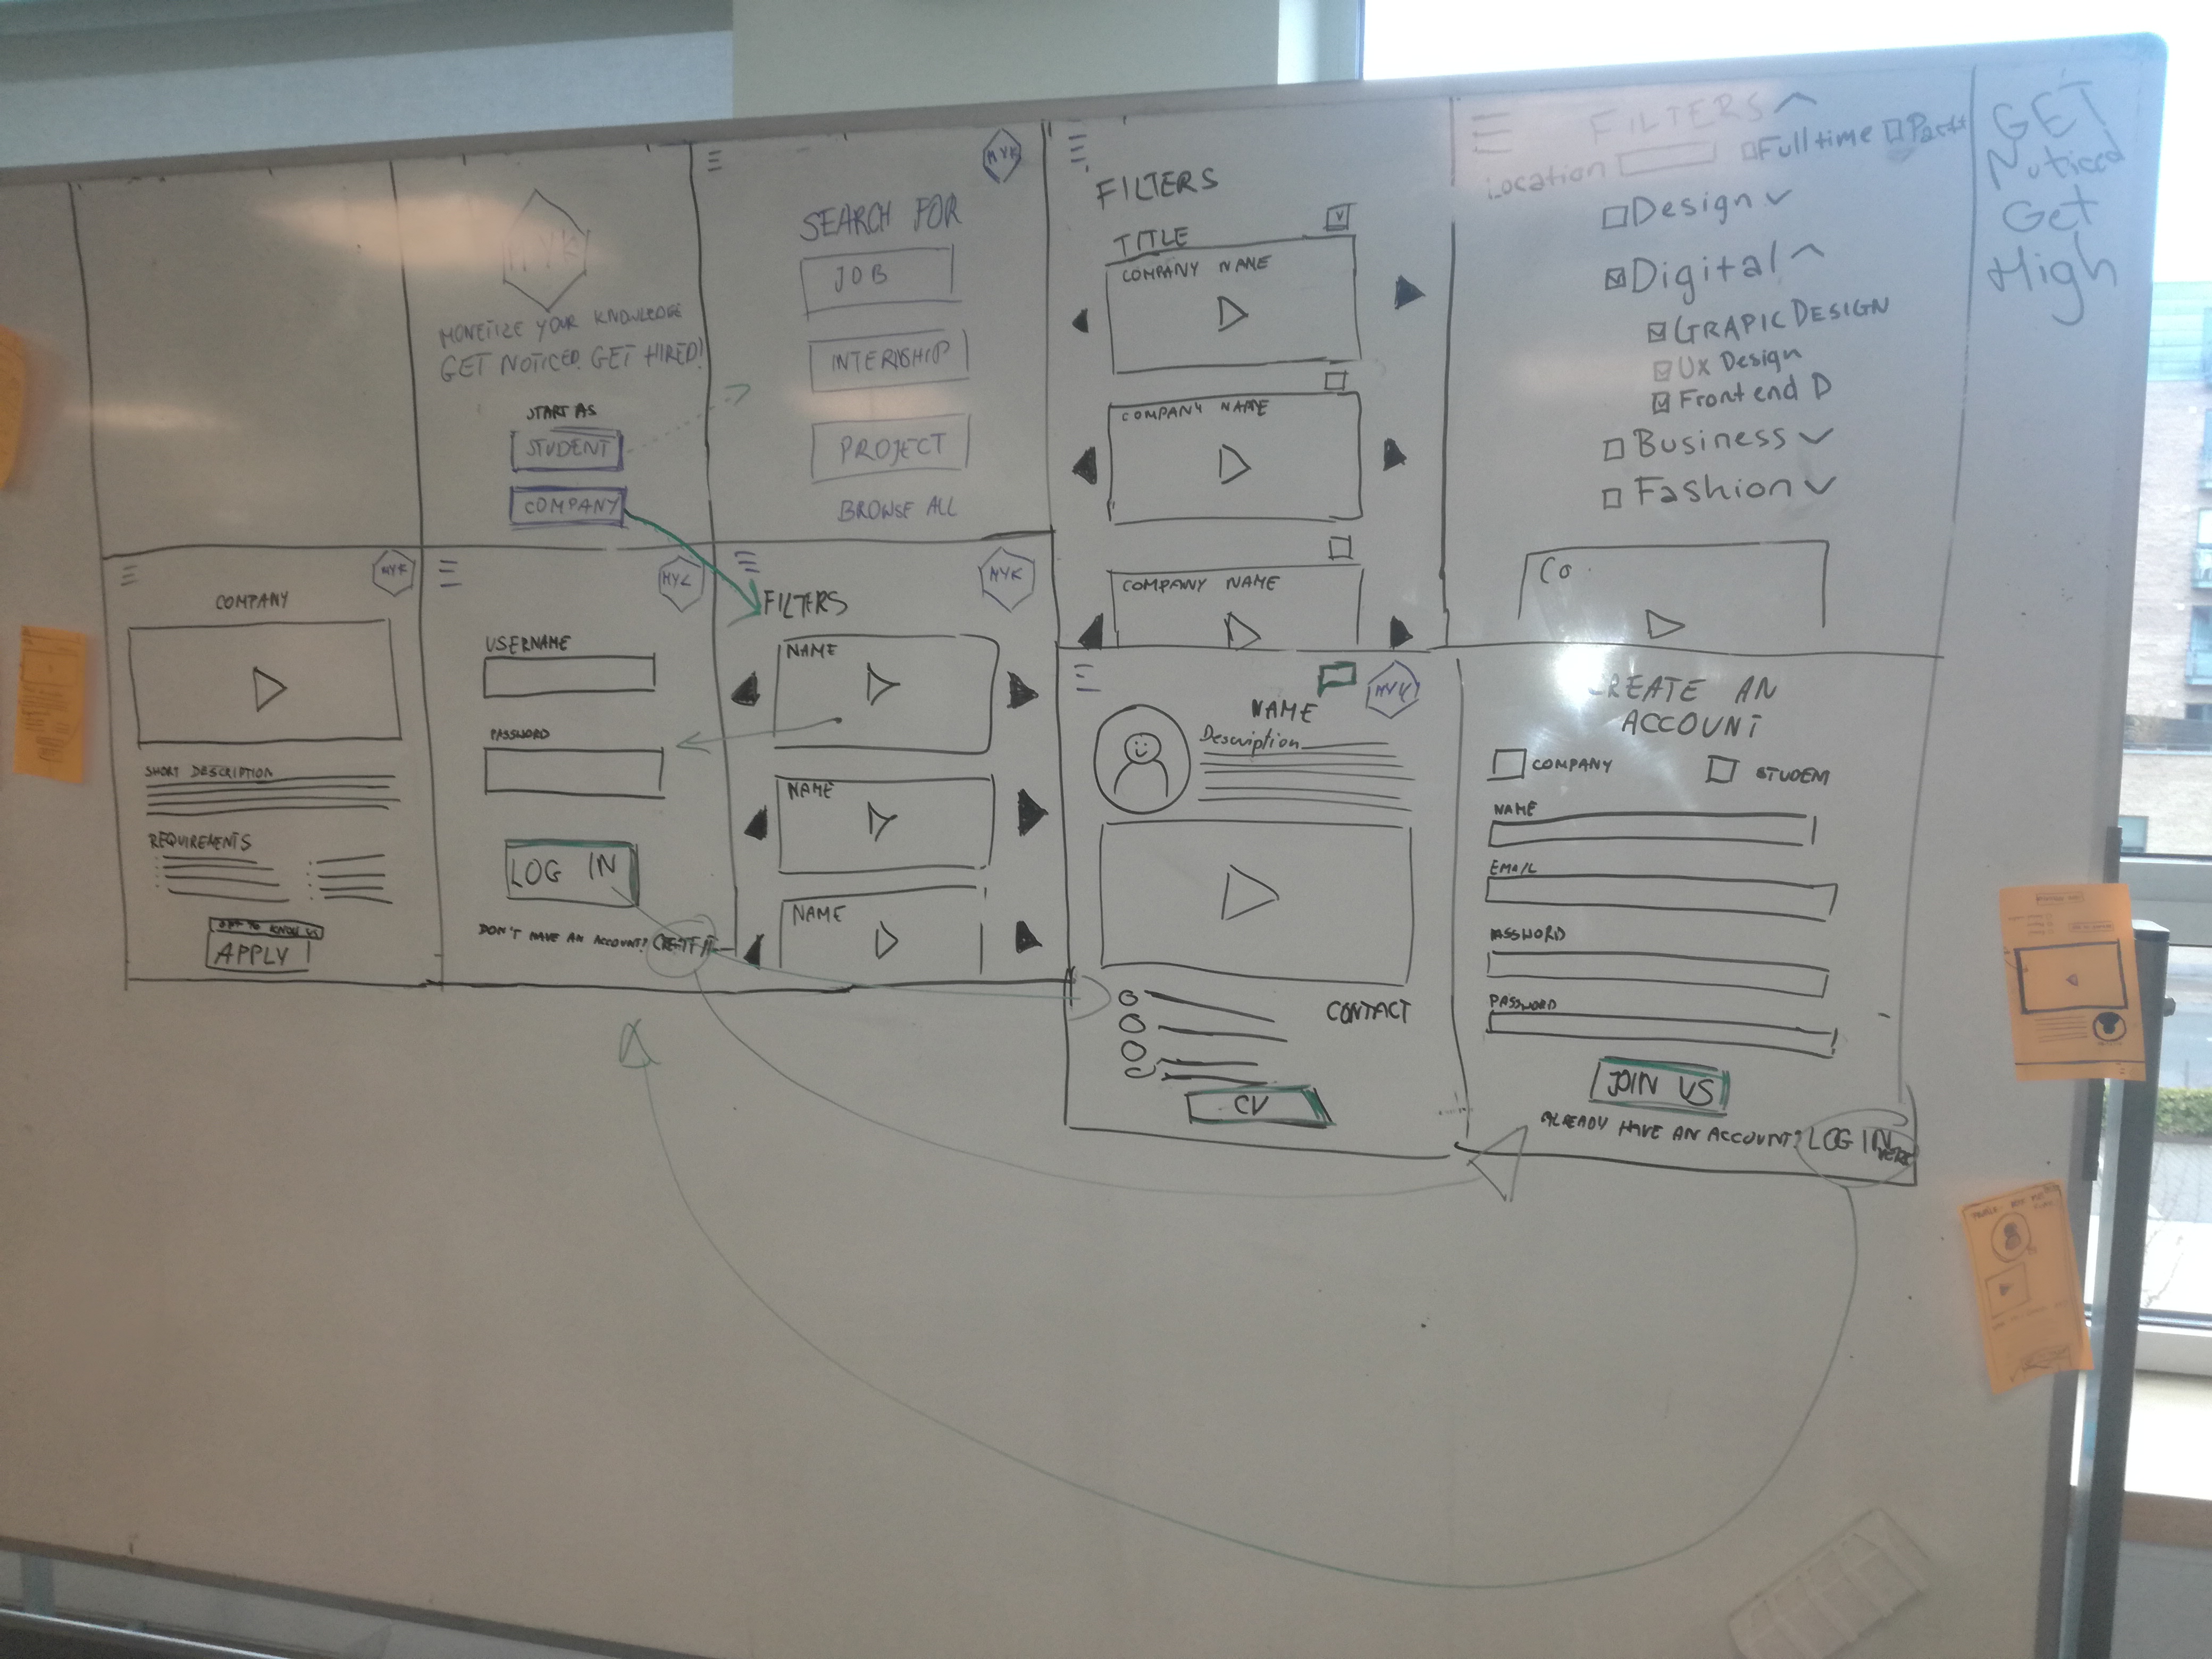 MYK
MONETIZE YOUR KNOWLEDGE
GET NOTICED. GET HIRED!
START AS
STUDENT
COMPANY
MYK
SEARCH FOR
JOB
INTERNSHIP
PROJECT
BROWSE ALL
FILTERS
TITLE
COMPANY NAME
COMPANY NAME
COMPANY NAME
FILTERS
Location
Full time
Part
Design
Digital
GRAPIC DESIGN
UX Design
Front end D
Business
Fashion
Co
GET
Noticed
Get
High
MYK
COMPANY
SHORT DESCRIPTION
REQUIREMENTS
APPLY
MYK
USERNAME
PASSWORD
LOG IN
DON'T HAVE AN ACCOUNT?
MYK
FILTERS
NAME
NAME
NAME
MYK
NAME
Description
CONTACT
CV
CREATE AN
ACCOUNT
COMPANY
STUDENT
NAME
EMAIL
PASSWORD
PASSWORD
JOIN US
ALREADY HAVE AN ACCOUNT? LOG IN HERE